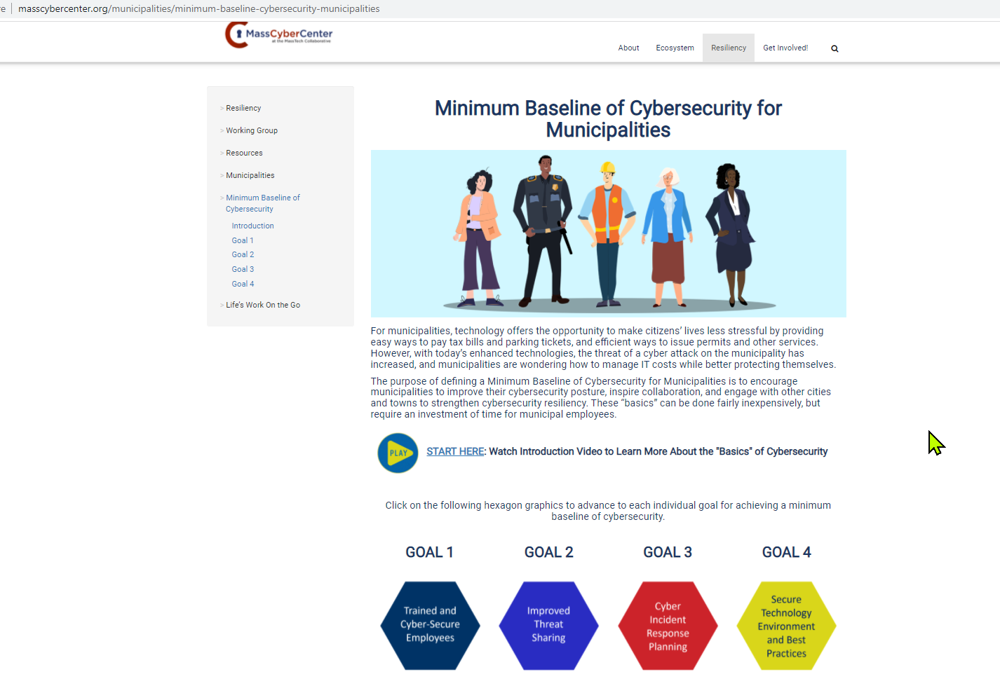 re
masscybercenter.org/municipalities/minimum-baseline-cybersecurity-municipalities
MassCyberCenter
at the MassTech Collaborative
About
Ecosystem
Resiliency
Get Involved!
> Resiliency
> Working Group
> Resources
> Municipalities
> Minimum Baseline of
Cybersecurity
Introduction
Goal 1
Goal 2
Goal 3
Goal 4
> Life's Work On the Go
Minimum Baseline of Cybersecurity for
Municipalities
For municipalities, technology offers the opportunity to make citizens' lives less stressful by providing
easy ways to pay tax bills and parking tickets, and efficient ways to issue permits and other services.
However, with today's enhanced technologies, the threat of a cyber attack on the municipality has
increased, and municipalities are wondering how to manage IT costs while better protecting themselves.
The purpose of defining a Minimum Baseline of Cybersecurity for Municipalities is to encourage
municipalities to improve their cybersecurity posture, inspire collaboration, and engage with other cities
and towns to strengthen cybersecurity resiliency. These “basics” can be done fairly inexpensively, but
require an investment of time for municipal employees.
PLAY
START HERE: Watch Introduction Video to Learn More About the "Basics" of Cybersecurity
Click on the following hexagon graphics to advance to each individual goal for achieving a minimum
baseline of cybersecurity.
GOAL 1
Trained and
Cyber-Secure
Employees
GOAL 2
Improved
Threat
Sharing
GOAL 3
Cyber
Incident
Response
Planning
GOAL 4
Secure
Technology
Environment
and Best
Practices